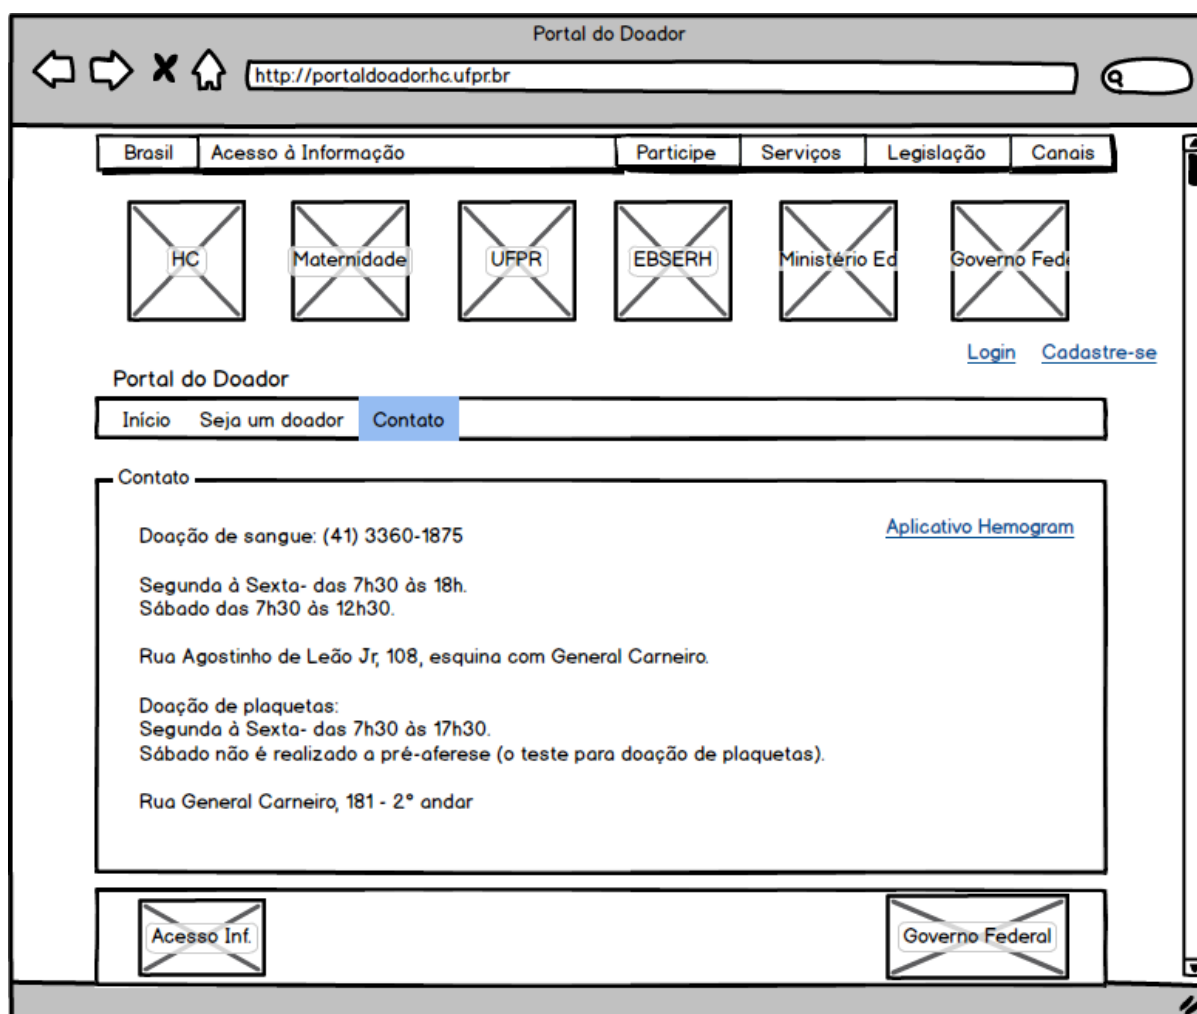 Portal do Doador
http://portaldoador.hc.ufpr.br
Brasil Acesso à Informação Participe Serviços Legislação Canais
HC Maternidade UFPR EBSERH Ministério Ed Governo Fede
Login Cadastre-se
Portal do Doador
Início Seja um doador Contato
Contato
Doação de sangue: (41) 3360-1875 Aplicativo Hemogram
Segunda à Sexta- das 7h30 às 18h.
Sábado das 7h30 às 12h30.
Rua Agostinho de Leão Jr, 108, esquina com General Carneiro.
Doação de plaquetas:
Segunda à Sexta- das 7h30 às 17h30.
Sábado não é realizado a pré-aferese (o teste para doação de plaquetas).
Rua General Carneiro, 181 - 2° andar
Acesso Inf. Governo Federal